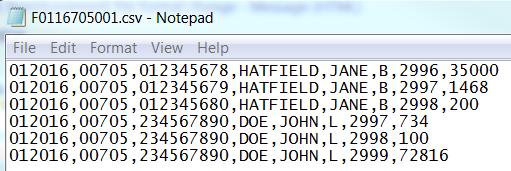 F0116705001.csv - Notepad
File Edit Format View Help
012016,00705,012345678,HATFIELD,JANE,B,2996,35000
012016,00705,012345679,HATFIELD,JANE,B,2997,1468
012016,00705,012345680,HATFIELD,JANE,B,2998,200
012016,00705,234567890,DOE,JOHN,L,2997,734
012016,00705,234567890,DOE,JOHN,L,2998,100
012016,00705,234567890,DOE,JOHN,L,2999,72816